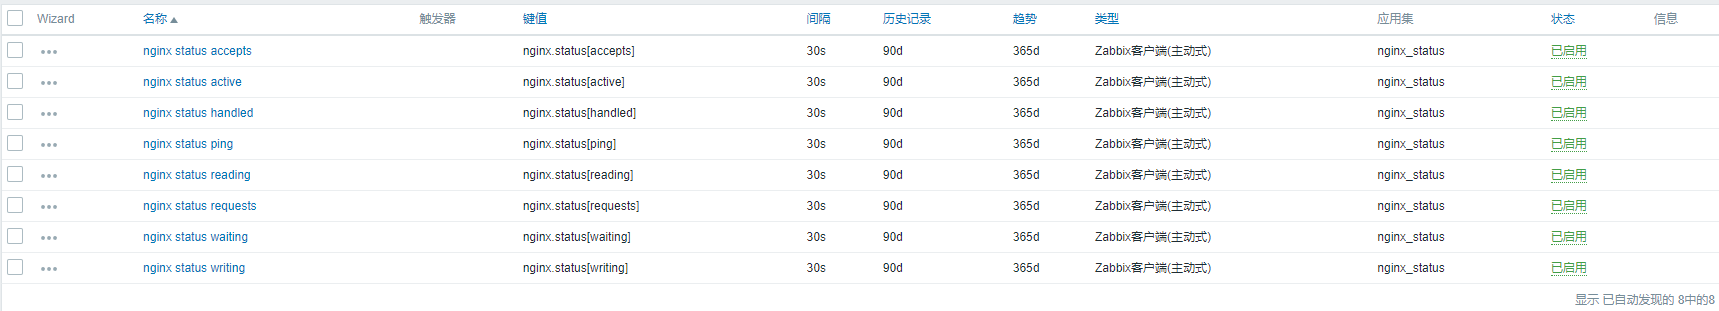 Wizard 名称 触发器 键值 间隔 历史记录 趋势 类型 应用集 状态 信息
nginx status accepts nginx.status[accepts] 30s 90d 365d Zabbix客户端(主动式) nginx_status 已启用
nginx status active nginx.status[active] 30s 90d 365d Zabbix客户端(主动式) nginx_status 已启用
nginx status handled nginx.status[handled] 30s 90d 365d Zabbix客户端(主动式) nginx_status 已启用
nginx status ping nginx.status[ping] 30s 90d 365d Zabbix客户端(主动式) nginx_status 已启用
nginx status reading nginx.status[reading] 30s 90d 365d Zabbix客户端(主动式) nginx_status 已启用
nginx status requests nginx.status[requests] 30s 90d 365d Zabbix客户端(主动式) nginx_status 已启用
nginx status waiting nginx.status[waiting] 30s 90d 365d Zabbix客户端(主动式) nginx_status 已启用
nginx status writing nginx.status[writing] 30s 90d 365d Zabbix客户端(主动式) nginx_status 已启用
显示 已自动发现的 8中的8